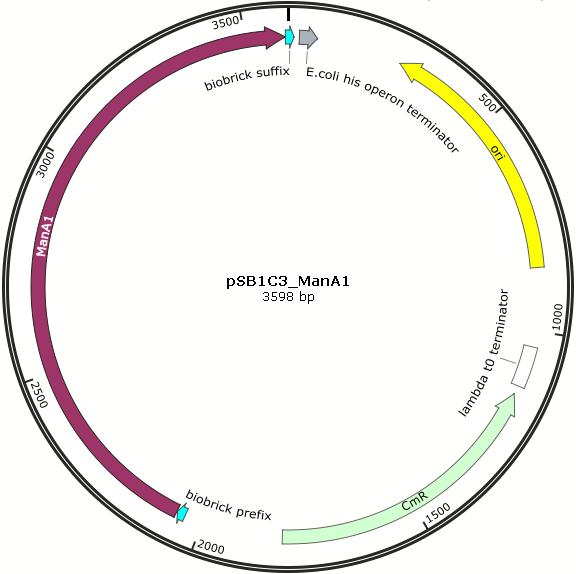 3500
biobrick suffix
E.coli his operon terminator
500
ori
3000
ManA1
pSB1C3_ManA1
3598 bp
1000
lambda t0 terminator
2500
CmR
biobrick prefix
1500
2000